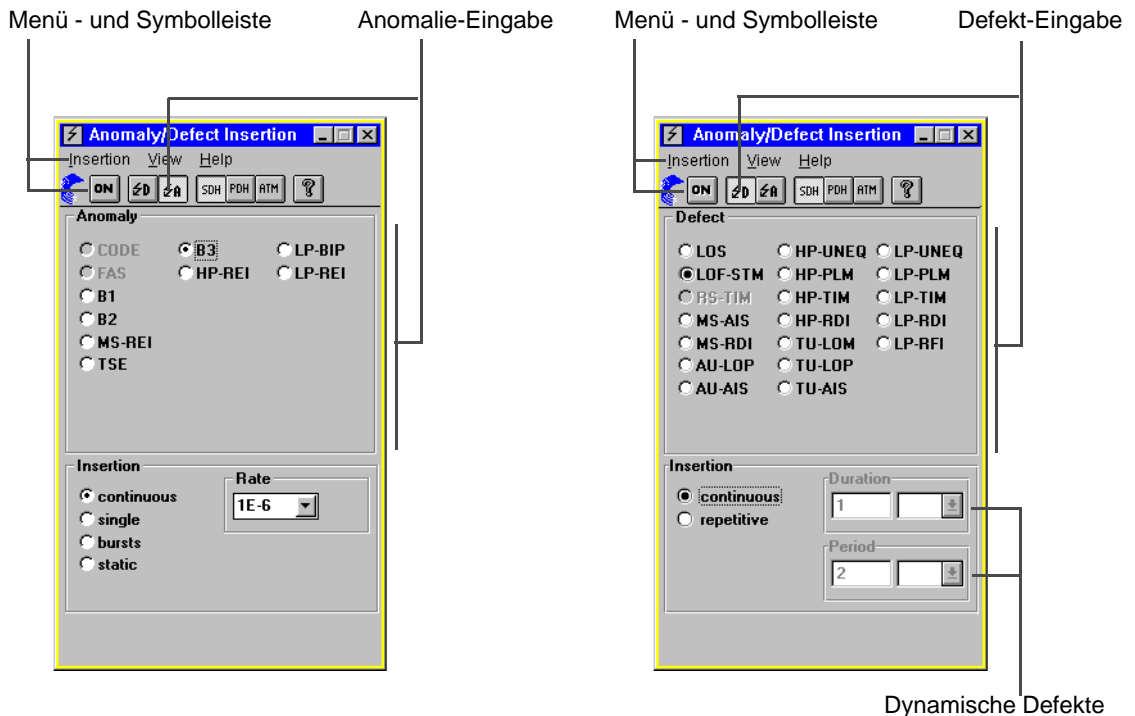 Menü - und Symbolleiste
Anomalie-Eingabe
Anomaly/Defect Insertion
Insertion View Help
ON D A SDH PDH ATM ?
Anomaly
CODE B3 LP-BIP
FAS HP-REI LP-REI
B1
B2
MS-REI
TSE
Insertion
continuous
single
bursts
static
Rate
1E-6
Menü - und Symbolleiste
Defekt-Eingabe
Anomaly/Defect Insertion
Insertion View Help
ON D A SDH PDH ATM ?
Defect
LOS HP-UNEQ LP-UNEQ
LOF-STM HP-PLM LP-PLM
RS-TIM HP-TIM LP-TIM
MS-AIS HP-RDI LP-RDI
MS-RDI TU-LOM LP-RFI
AU-LOP TU-LOP
AU-AIS TU-AIS
Insertion
continuous
repetitive
Duration
1
Period
2
Dynamische Defekte